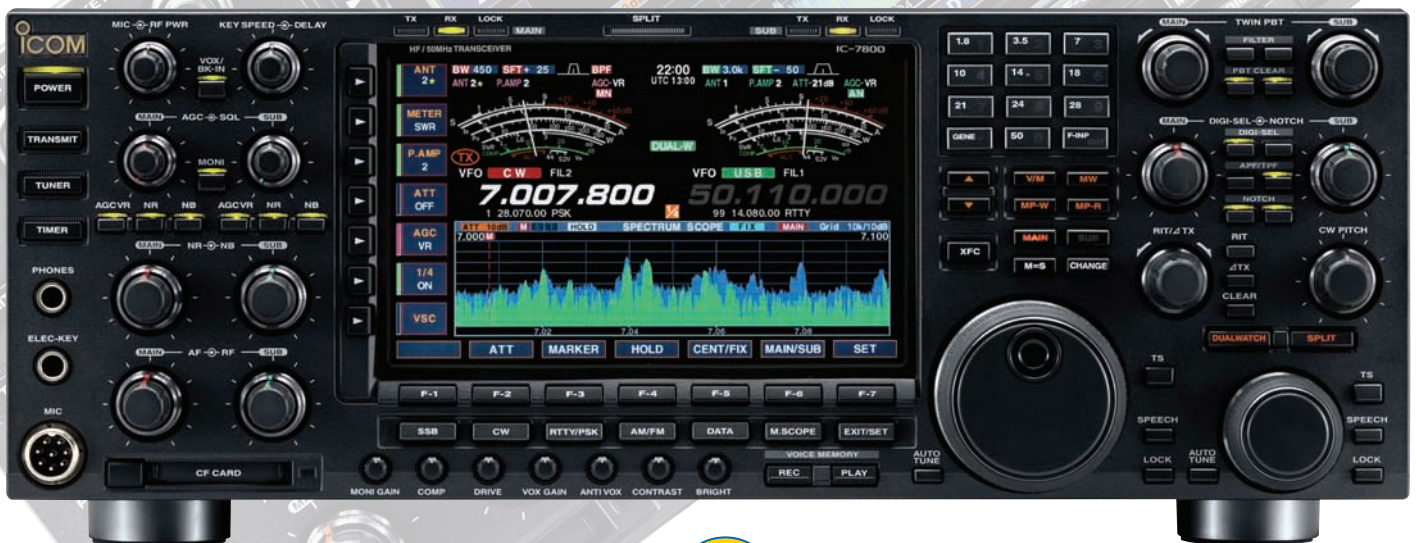 TX RX LOCK MAIN SPLIT SUB TX RX LOCK
ICOM
HF / 50MHz TRANSCEIVER IC-7800
MIC RF PWR KEY SPEED DELAY
VOX/
BK-IN
POWER
TRANSMIT
TUNER
TIMER
PHONES
ELEC-KEY
MIC
MAIN AGC SQL SUB
MONI
AGCVR NR NB AGCVR NR NB
MAIN NR NB SUB
MAIN AF RF SUB
CF CARD
ANT
2★
METER
SWR
P.AMP
2
ATT
OFF
AGC
VR
1/4
ON
VSC
BW 450 SFT+ 25 BPF 22:00 BW 3.0k SFT- 50
ANT 2★ P.AMP 2 AGC-VR UTC 13:00 ANT 1 P.AMP 2 ATT-21dB AGC-VR
MN AN
DUAL-W
TX
VFO CW FIL2 VFO USB FIL1
7.007.800 50.110.000
1 28.070.00 PSK 1/4 99 14.080.00 RTTY
ATT 10dB M HOLD SPECTRUM SCOPE FIX MAIN Grid 10k/10dB
7.000 M 7.100
7.02 7.04 7.06 7.08
ATT MARKER HOLD CENT/FIX MAIN/SUB SET
F-1 F-2 F-3 F-4 F-5 F-6 F-7
SSB CW RTTY/PSK AM/FM DATA M.SCOPE EXIT/SET
MONI GAIN COMP DRIVE VOX GAIN ANTI VOX CONTRAST BRIGHT
VOICE MEMORY
REC PLAY
AUTO
TUNE
1.8 3.5 7
10 14 18
21 24 28
GENE 50 F-INP
V/M MW
MP-W MP-R
XFC
MAIN SUB
M=S CHANGE
MAIN TWIN PBT SUB
FILTER
PBT CLEAR
MAIN DIGI-SEL NOTCH SUB
DIGI-SEL
APF/TPF
NOTCH
RIT/⊿TX CW PITCH
RIT
⊿TX
CLEAR
DUALWATCH SPLIT
TS
SPEECH
LOCK
AUTO
TUNE
TS
SPEECH
LOCK